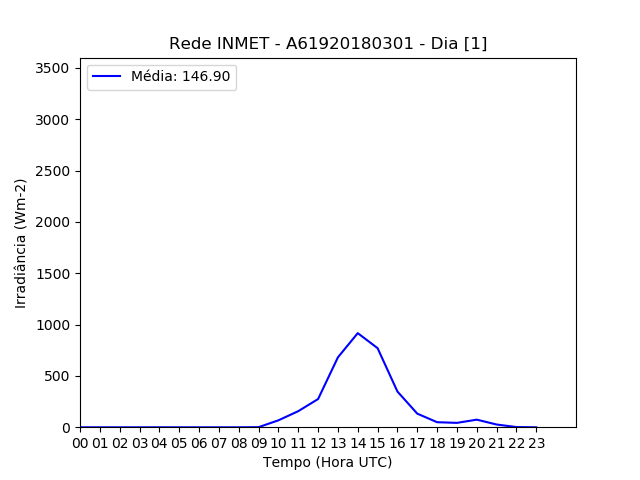 Rede INMET - A61920180301 - Dia [1]
Média: 146.90
3500
3000
2500
2000
1500
1000
500
0
Irradiância (Wm-2)
00 01 02 03 04 05 06 07 08 09 10 11 12 13 14 15 16 17 18 19 20 21 22 23
Tempo (Hora UTC)